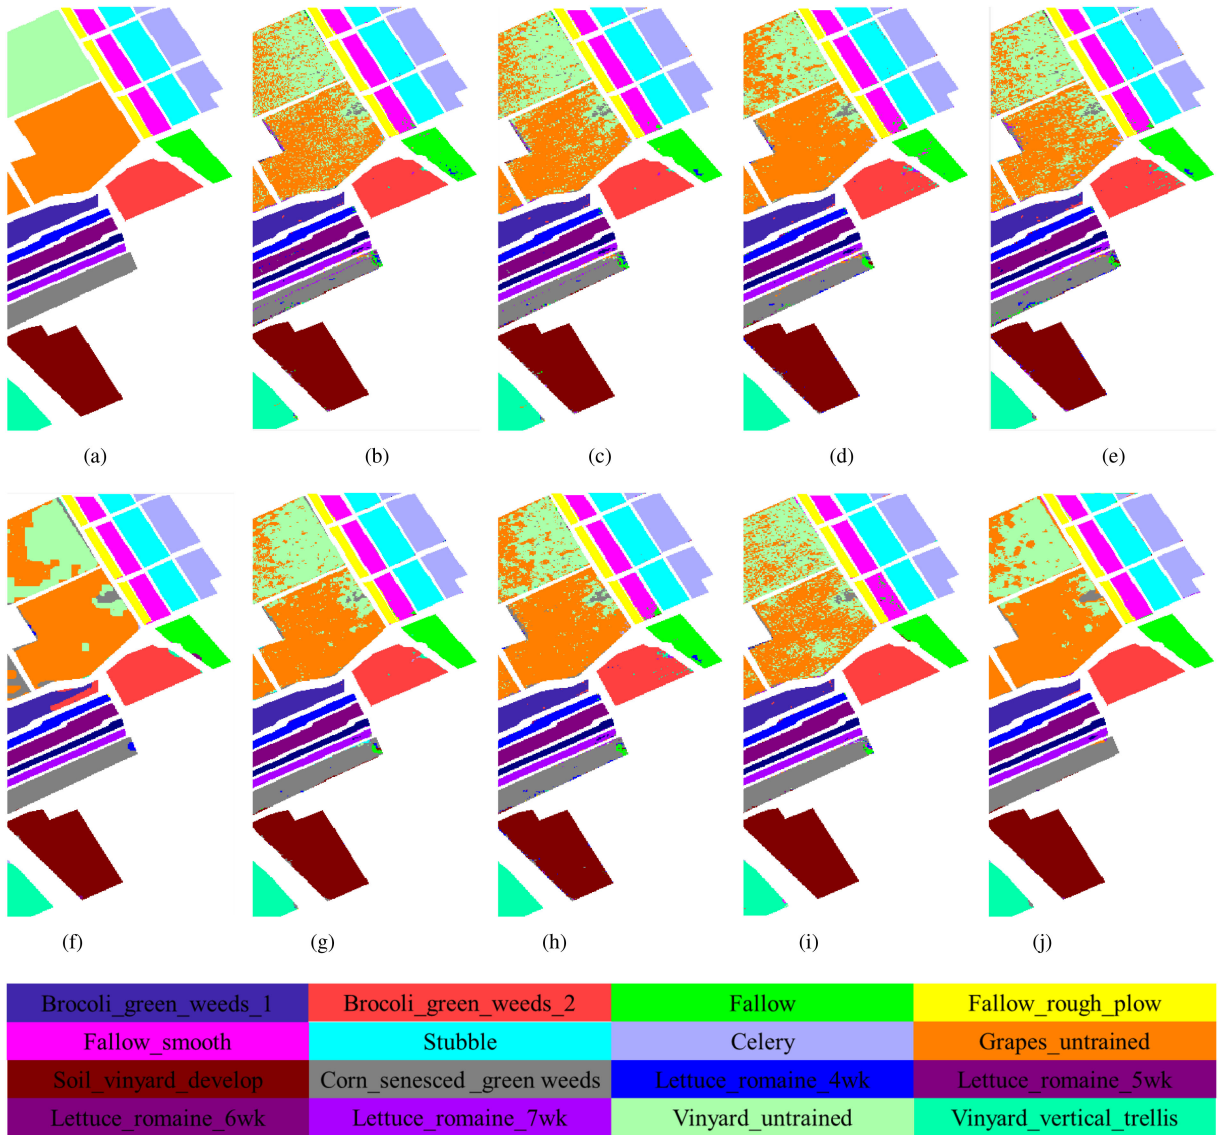 (a) (b) (c) (d) (e)
(f) (g) (h) (i) (j)
Brocoli_green_weeds_1 Brocoli_green_weeds_2 Fallow Fallow_rough_plow
Fallow_smooth Stubble Celery Grapes_untrained
Soil_vinyard_develop Corn_senesced _green weeds Lettuce_romaine_4wk Lettuce_romaine_5wk
Lettuce_romaine_6wk Lettuce_romaine_7wk Vinyard_untrained Vinyard_vertical_trellis